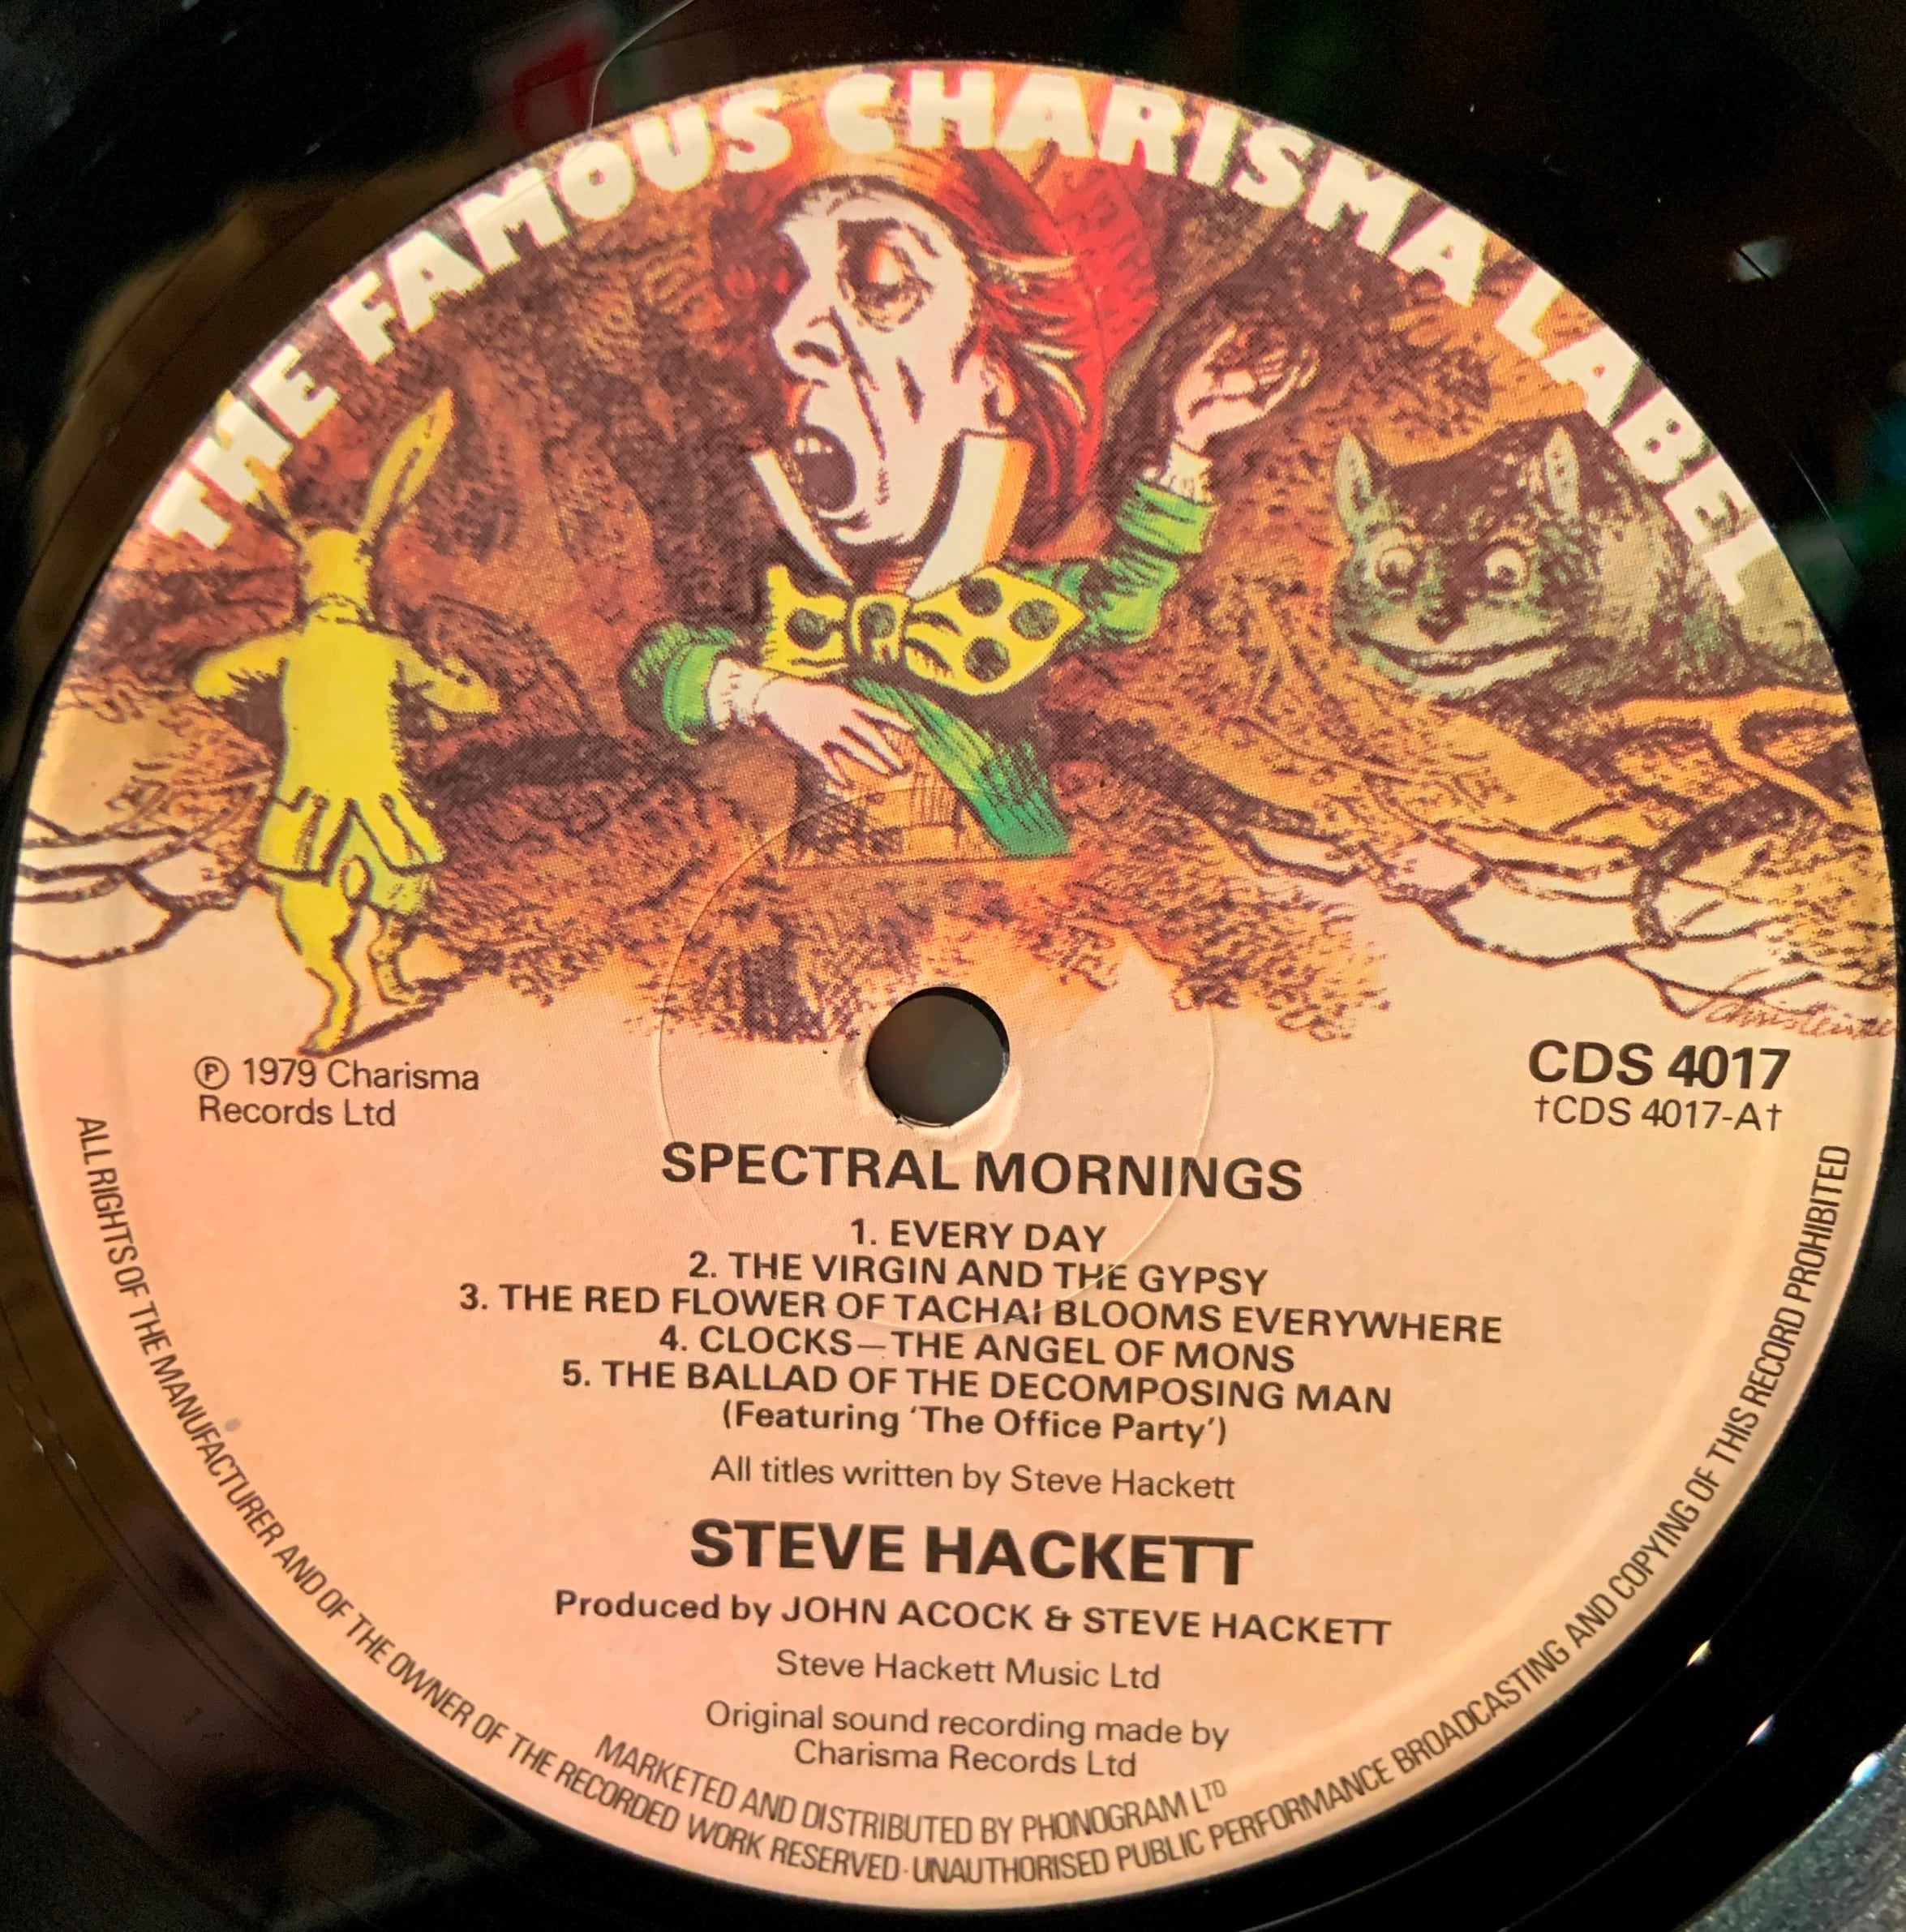 THE FAMOUS CHARISMA LABEL
℗ 1979 Charisma
Records Ltd
CDS 4017
†CDS 4017-A†
SPECTRAL MORNINGS
1. EVERY DAY
2. THE VIRGIN AND THE GYPSY
3. THE RED FLOWER OF TACHAI BLOOMS EVERYWHERE
4. CLOCKS—THE ANGEL OF MONS
5. THE BALLAD OF THE DECOMPOSING MAN
(Featuring ‘The Office Party’)
All titles written by Steve Hackett
STEVE HACKETT
Produced by JOHN ACOCK & STEVE HACKETT
Steve Hackett Music Ltd
Original sound recording made by
Charisma Records Ltd
MARKETED AND DISTRIBUTED BY PHONOGRAM LTD
ALL RIGHTS OF THE MANUFACTURER AND OF THE OWNER OF THE RECORDED WORK RESERVED · UNAUTHORISED PUBLIC PERFORMANCE BROADCASTING AND COPYING OF THIS RECORD PROHIBITED